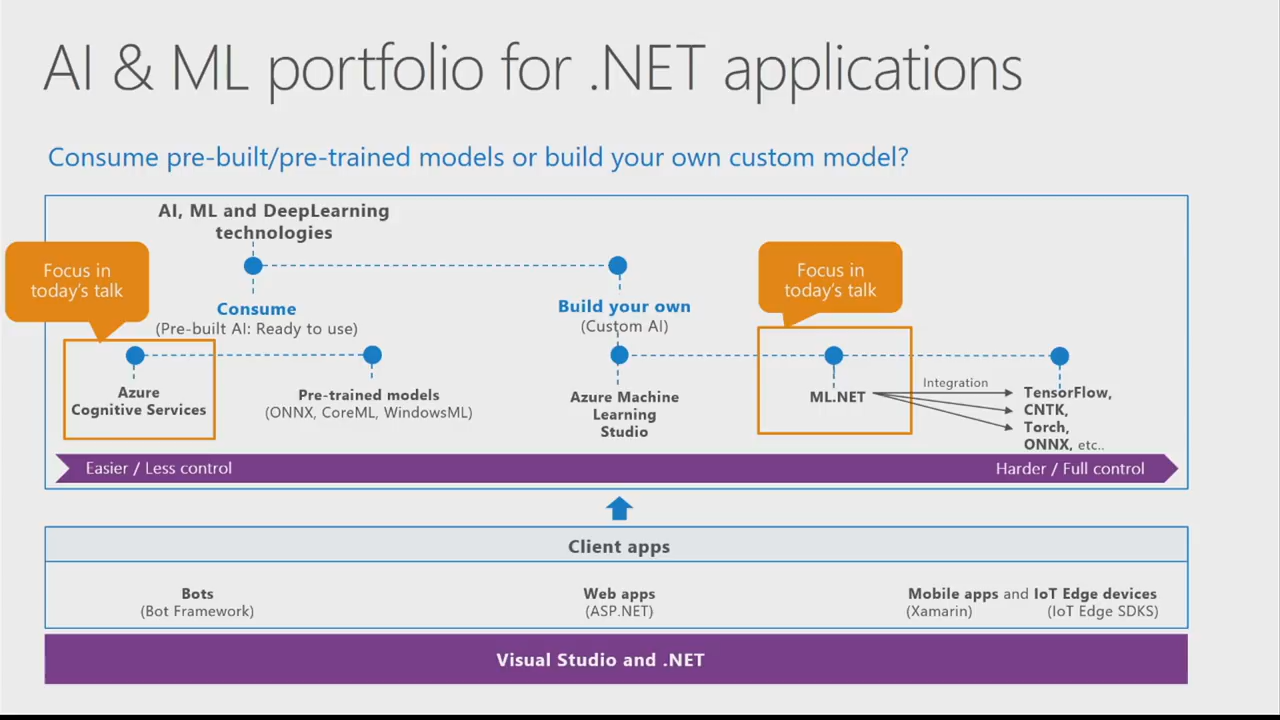 AI & ML portfolio for .NET applications
Consume pre-built/pre-trained models or build your own custom model?
AI, ML and DeepLearning
technologies
Focus in
today's talk
Focus in
today's talk
Consume
(Pre-built AI: Ready to use)
Build your own
(Custom AI)
Azure
Cognitive Services
Pre-trained models
(ONNX, CoreML, WindowsML)
Azure Machine
Learning
Studio
ML.NET
Integration
TensorFlow,
CNTK,
Torch,
ONNX, etc..
Easier / Less control
Harder / Full control
Client apps
Bots
(Bot Framework)
Web apps
(ASP.NET)
Mobile apps and IoT Edge devices
(Xamarin) (IoT Edge SDKS)
Visual Studio and .NET